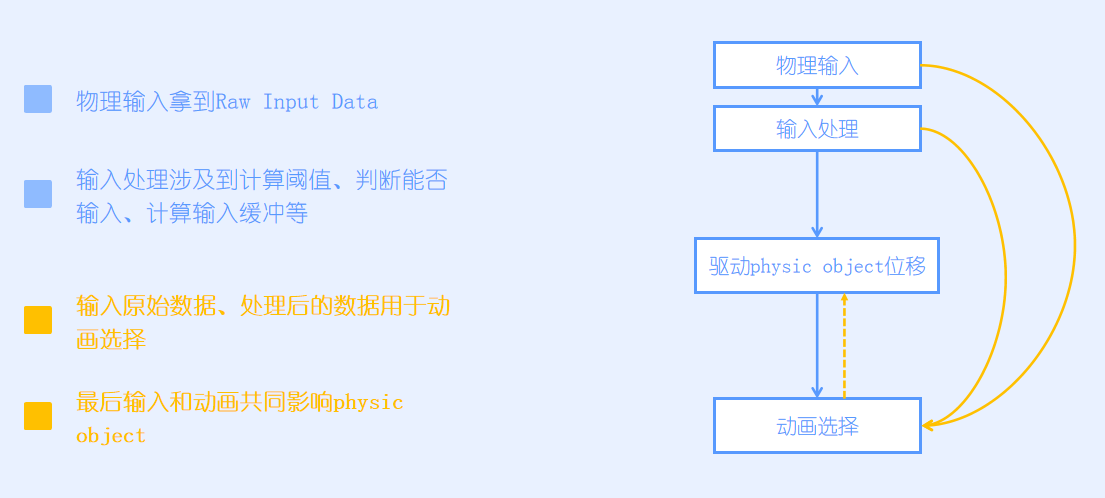 物理输入拿到Raw Input Data
输入处理涉及到计算阈值、判断能否
输入、计算输入缓冲等
输入原始数据、处理后的数据用于动
画选择
最后输入和动画共同影响physic
object
物理输入
输入处理
驱动physic object位移
动画选择